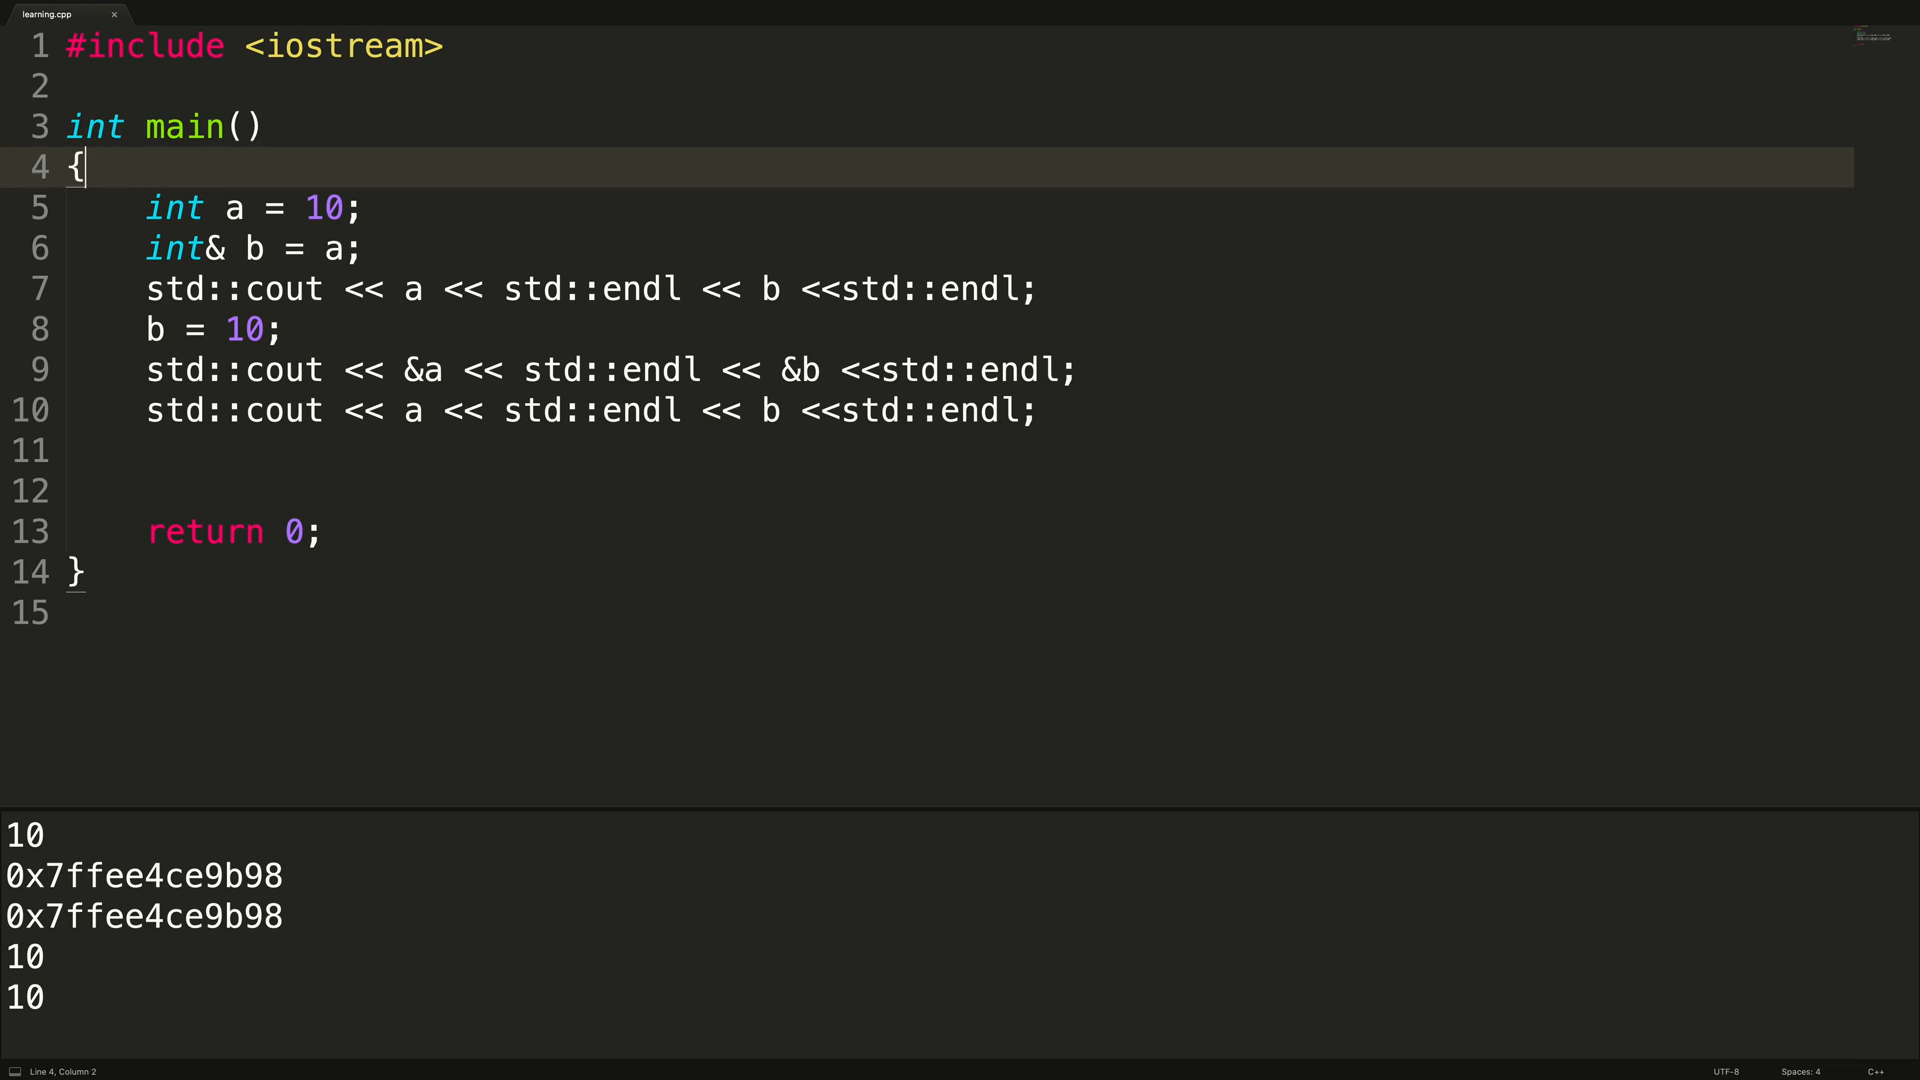 learning.cpp ×
1 #include <iostream>
2
3 int main()
4 {
5     int a = 10;
6     int& b = a;
7     std::cout << a << std::endl << b <<std::endl;
8     b = 10;
9     std::cout << &a << std::endl << &b <<std::endl;
10     std::cout << a << std::endl << b <<std::endl;
11
12
13     return 0;
14 }
15
10
0x7ffee4ce9b98
0x7ffee4ce9b98
10
10
Line 4, Column 2 UTF-8 Spaces: 4 C++